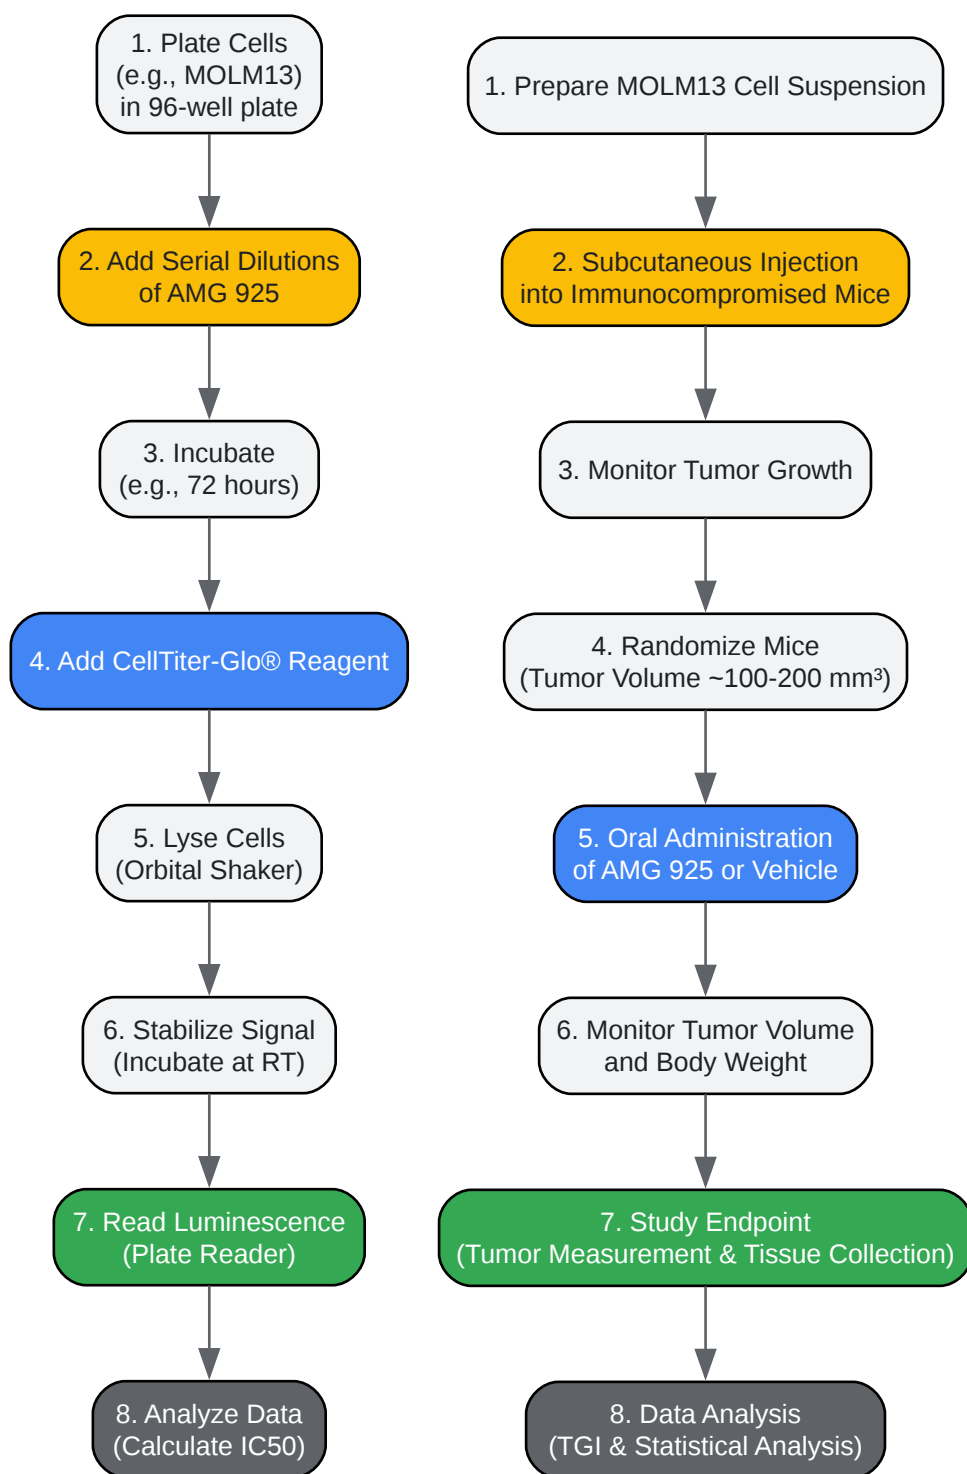 1. Plate Cells
(e.g., MOLM13)
in 96-well plate
2. Add Serial Dilutions
of AMG 925
3. Incubate
(e.g., 72 hours)
4. Add CellTiter-Glo® Reagent
5. Lyse Cells
(Orbital Shaker)
6. Stabilize Signal
(Incubate at RT)
7. Read Luminescence
(Plate Reader)
8. Analyze Data
(Calculate IC50)
1. Prepare MOLM13 Cell Suspension
2. Subcutaneous Injection
into Immunocompromised Mice
3. Monitor Tumor Growth
4. Randomize Mice
(Tumor Volume ~100-200 mm³)
5. Oral Administration
of AMG 925 or Vehicle
6. Monitor Tumor Volume
and Body Weight
7. Study Endpoint
(Tumor Measurement & Tissue Collection)
8. Data Analysis
(TGI & Statistical Analysis)